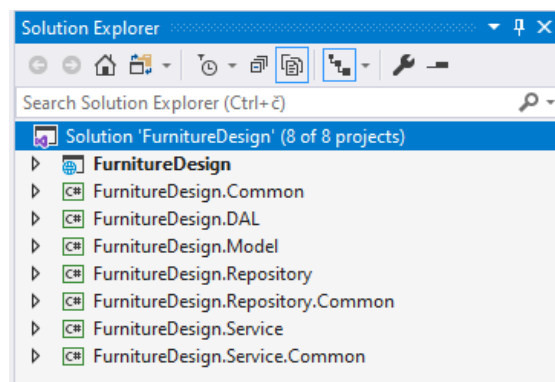 Solution Explorer
Search Solution Explorer (Ctrl+č)
Solution 'FurnitureDesign' (8 of 8 projects)
FurnitureDesign
C# FurnitureDesign.Common
C# FurnitureDesign.DAL
C# FurnitureDesign.Model
C# FurnitureDesign.Repository
C# FurnitureDesign.Repository.Common
C# FurnitureDesign.Service
C# FurnitureDesign.Service.Common